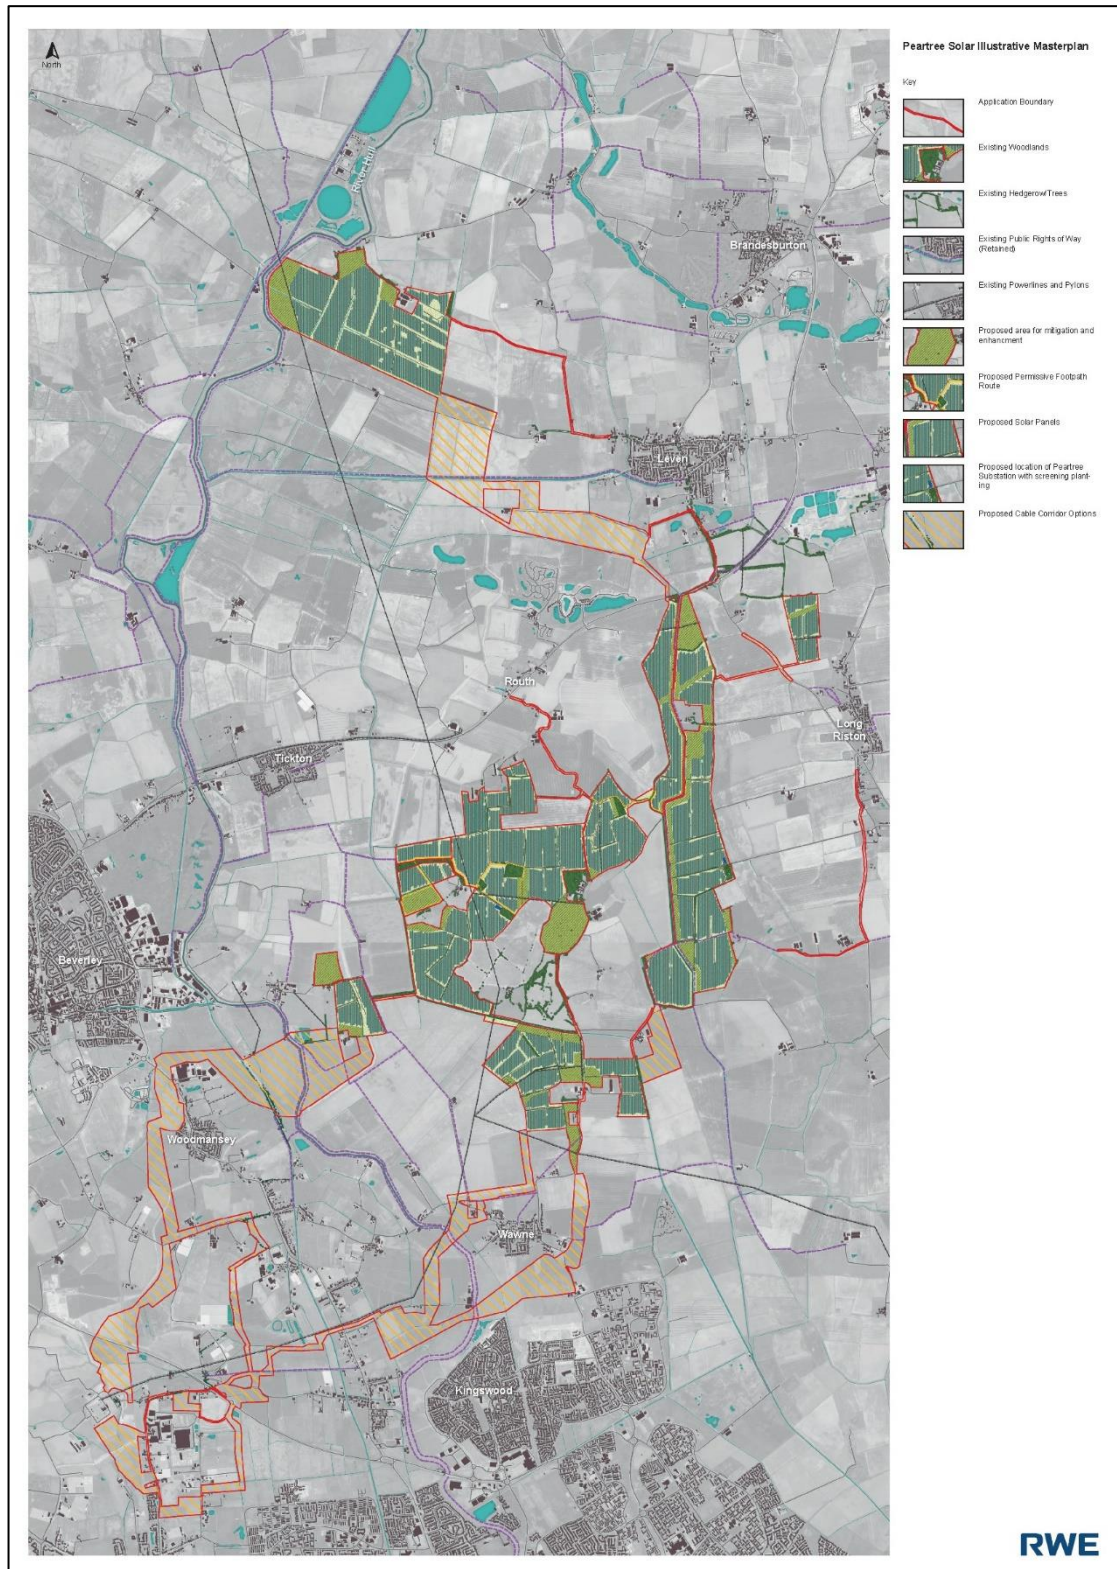 Peartree Solar Illustrative Masterplan
North
Key
Application Boundary
Existing Woodlands
Existing Hedgerow/Trees
Existing Public Rights of Way
(Retained)
Existing Powerlines and Pylons
Proposed area for mitigation and
enhancment
Proposed Permissive Footpath
Route
Proposed Solar Panels
Proposed location of Peartree
Substation with screening plant-
ing
Proposed Cable Corridor Options
River Hull
Brandesburton
Leven
Routh
Long
Riston
Tickton
Beverley
Woodmansey
Wawne
Kingswood
RWE